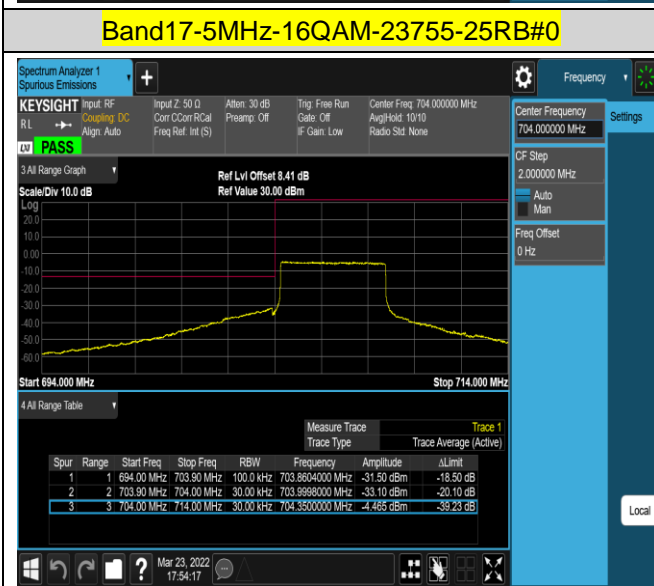 Band17-5MHz-16QAM-23755-25RB#0
Spectrum Analyzer 1
Spurious Emissions
+
Frequency
KEYSIGHT Input: RF Input Z: 50 Ω Atten: 30 dB Trig: Free Run Center Freq: 704.000000 MHz
RL Coupling: DC Corr CCorr RCal Preamp: Off Gate: Off Avg|Hold: 10/10
Align: Auto Freq Ref: Int (S) IF Gain: Low Radio Std: None
LXI PASS
Center Frequency
704.000000 MHz
Settings
CF Step
2.000000 MHz
Auto
Man
Freq Offset
0 Hz
3 All Range Graph
Ref Lvl Offset 8.41 dB
Scale/Div 10.0 dB Ref Value 30.00 dBm
Log
20.0
10.0
0.00
-10.0
-20.0
-30.0
-40.0
-50.0
-60.0
Start 694.000 MHz Stop 714.000 MHz
4 All Range Table
Measure Trace Trace 1
Trace Type Trace Average (Active)
Spur Range Start Freq Stop Freq RBW Frequency Amplitude ΔLimit
1 1 694.00 MHz 703.90 MHz 100.0 kHz 703.8604000 MHz -31.50 dBm -18.50 dB
2 2 703.90 MHz 704.00 MHz 30.00 kHz 703.9998000 MHz -33.10 dBm -20.10 dB
3 3 704.00 MHz 714.00 MHz 30.00 kHz 704.3500000 MHz -4.465 dBm -39.23 dB
Local
? Mar 23, 2022
17:54:17